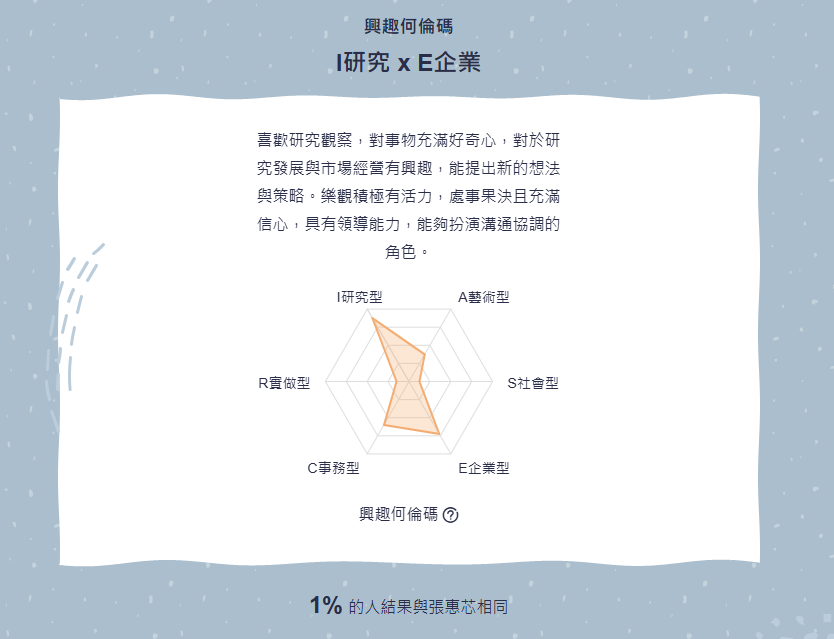 興趣何倫碼
I研究 x E企業
喜歡研究觀察，對事物充滿好奇心，對於研
究發展與市場經營有興趣，能提出新的想法
與策略。樂觀積極有活力，處事果決且充滿
信心，具有領導能力，能夠扮演溝通協調的
角色。
I研究型
A藝術型
R實做型
S社會型
C事務型
E企業型
興趣何倫碼
1% 的人結果與張惠芯相同